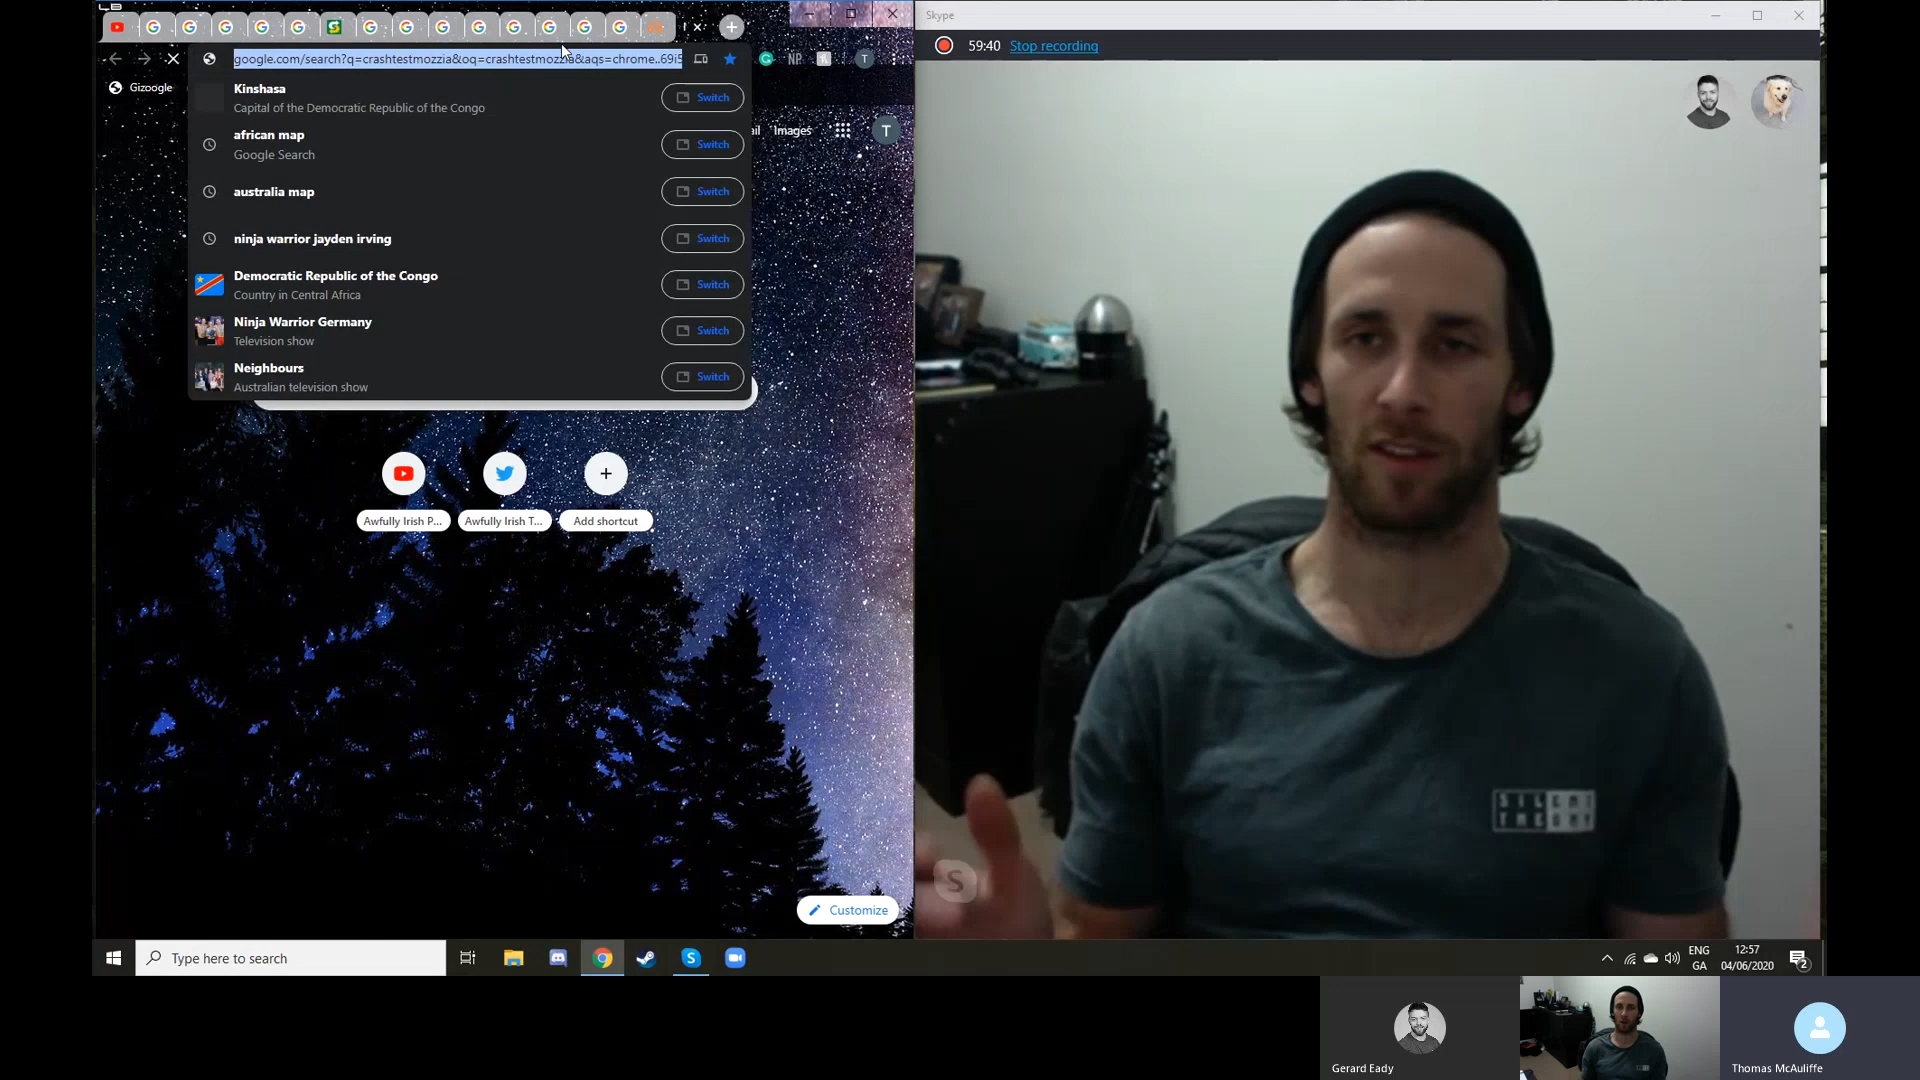 Skype
59:40 Stop recording
google.com/search?q=crashtestmozzia&oq=crashtestmozzia&aqs=chrome..69i5
NP
T
Gizoogle
Kinshasa
Capital of the Democratic Republic of the Congo
Switch
african map
Google Search
Switch
ail Images
T
australia map
Switch
ninja warrior jayden irving
Switch
Democratic Republic of the Congo
Country in Central Africa
Switch
Ninja Warrior Germany
Television show
Switch
Neighbours
Australian television show
Switch
Awfully Irish P...
Awfully Irish T...
Add shortcut
SILENT
THEORY
S
Customize
Type here to search
ENG
GA
12:57
04/06/2020
2
Gerard Eady
Thomas McAuliffe